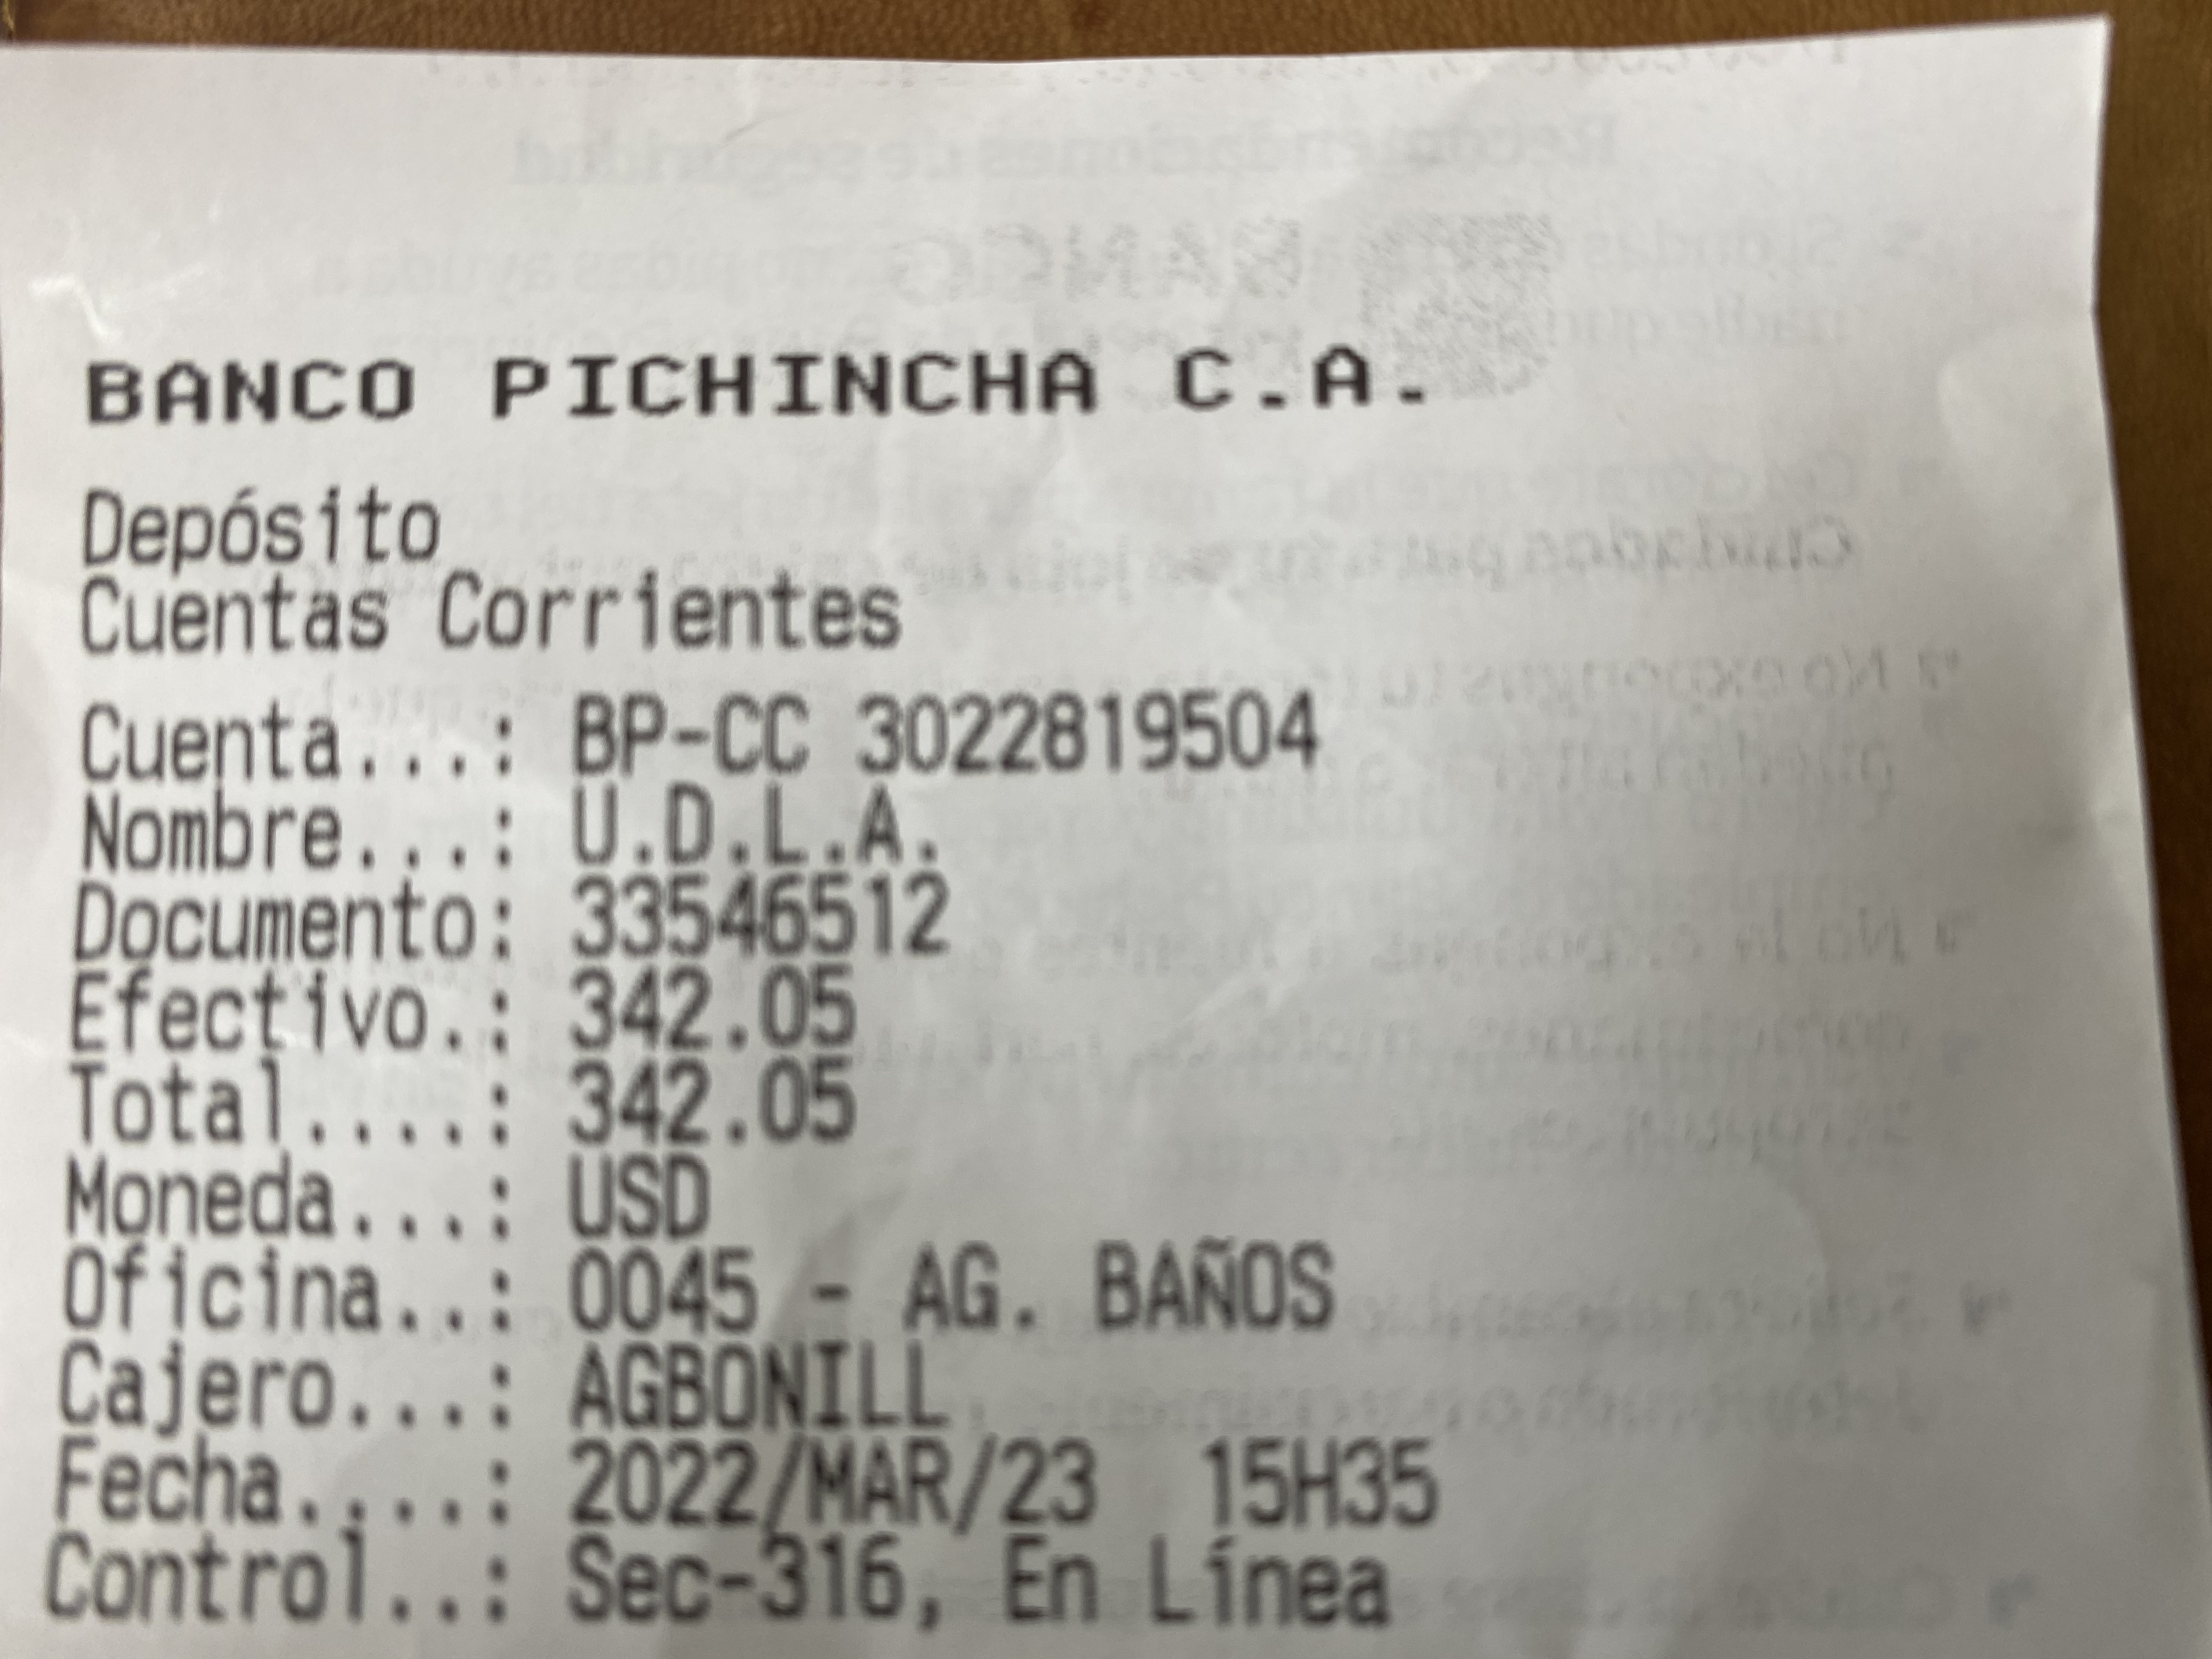 BANCO PICHINCHA C.A.
Depósito
Cuentas Corrientes
Cuenta...: BP-CC 3022819504
Nombre...: U.D.L.A.
Documento: 33546512
Efectivo.: 342.05
Total....: 342.05
Moneda...: USD
Oficina..: 0045 - AG. BAÑOS
Cajero...: AGBONILL
Fecha....: 2022/MAR/23 15H35
Control..: Sec-316, En Línea